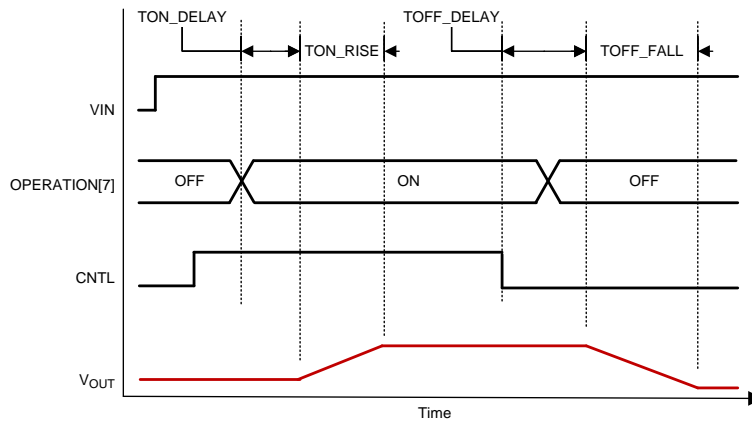 TON_DELAY
TOFF_DELAY
TON_RISE
TOFF_FALL
VIN
OPERATION[7]
OFF
ON
OFF
CNTL
VOUT
Time